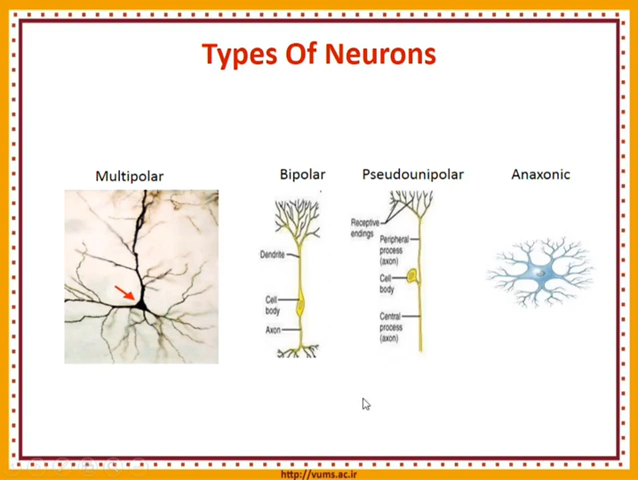 Types Of Neurons
Multipolar
Bipolar
Pseudounipolar
Anaxonic
Dendrite
Cell
body
Axon
Receptive
endings
Peripheral
process
(axon)
Cell
body
Central
process
(axon)
http://vums.ac.ir